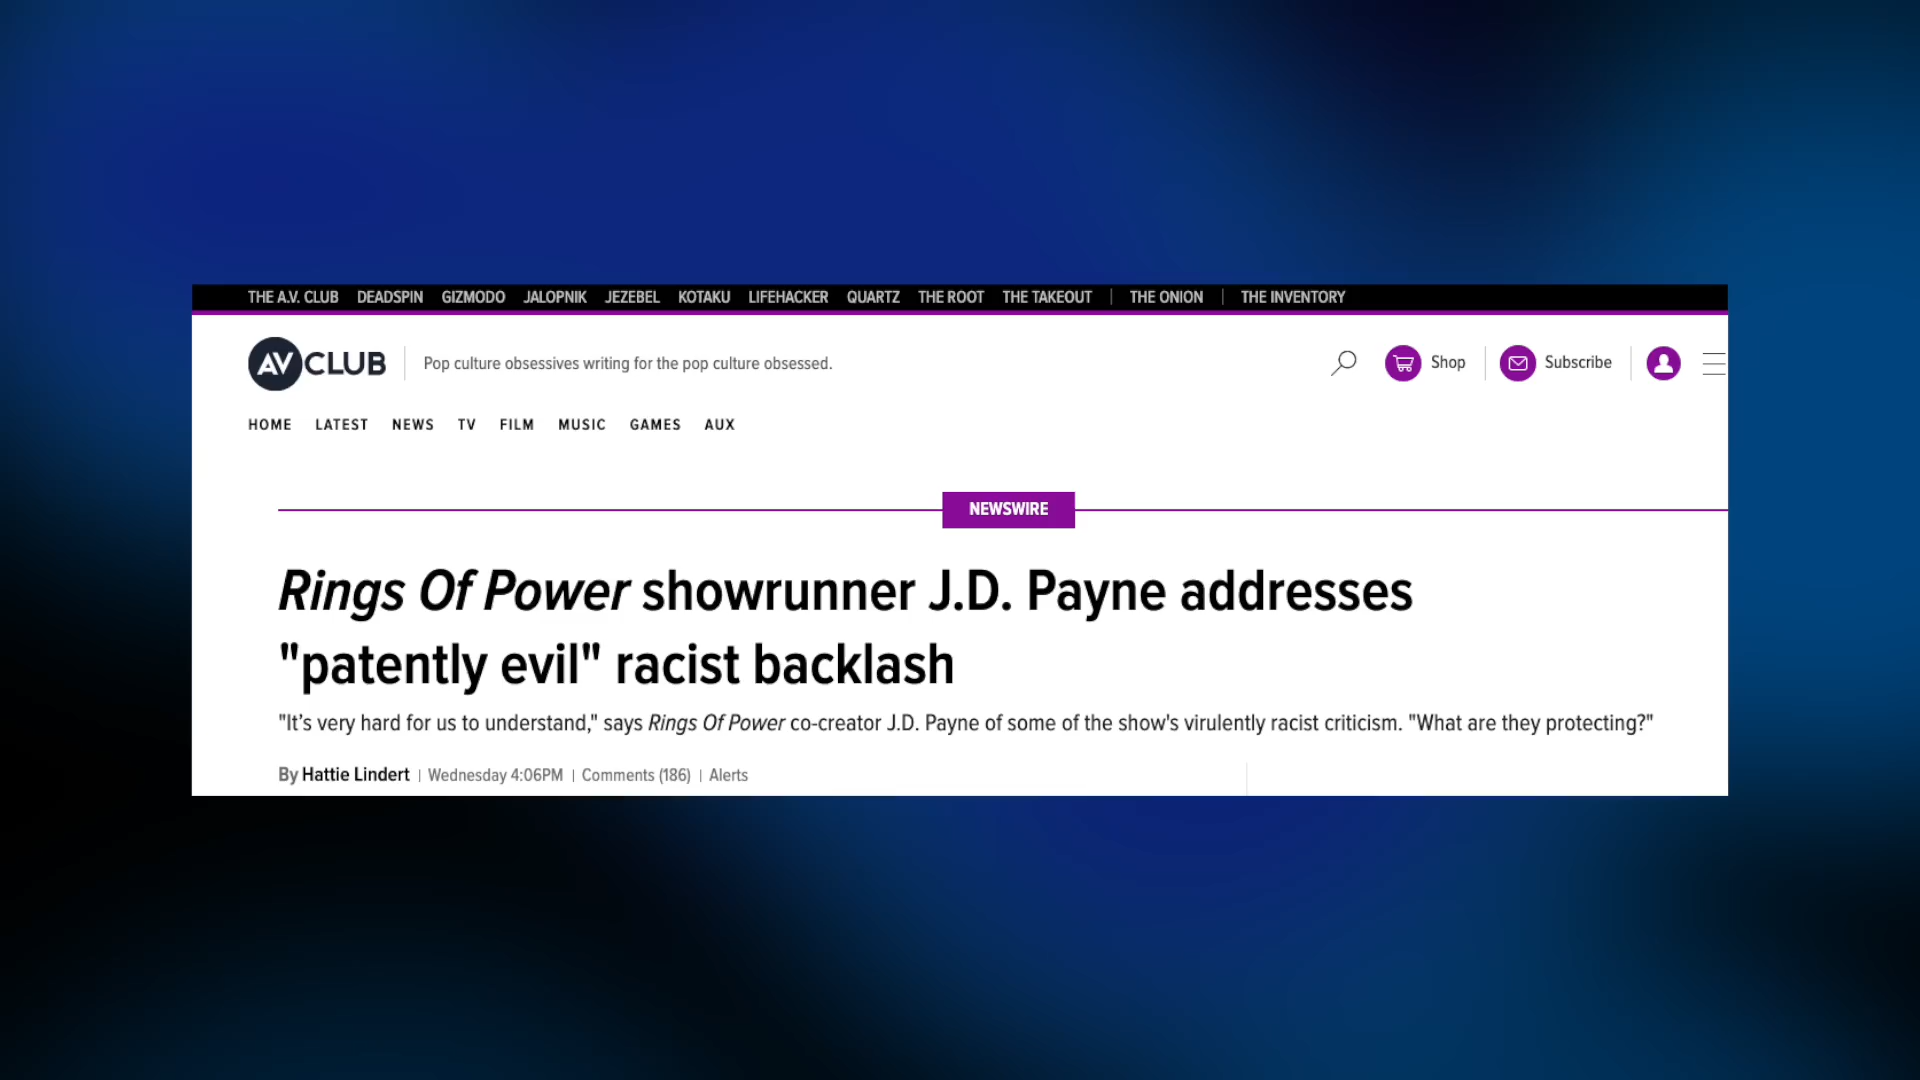 THE A.V. CLUB DEADSPIN GIZMODO JALOPNIK JEZEBEL KOTAKU LIFEHACKER QUARTZ THE ROOT THE TAKEOUT | THE ONION | THE INVENTORY
AV CLUB Pop culture obsessives writing for the pop culture obsessed. Shop Subscribe
HOME LATEST NEWS TV FILM MUSIC GAMES AUX
NEWSWIRE
Rings Of Power showrunner J.D. Payne addresses
"patently evil" racist backlash
"It’s very hard for us to understand," says Rings Of Power co-creator J.D. Payne of some of the show's virulently racist criticism. "What are they protecting?"
By Hattie Lindert | Wednesday 4:06PM | Comments (186) | Alerts